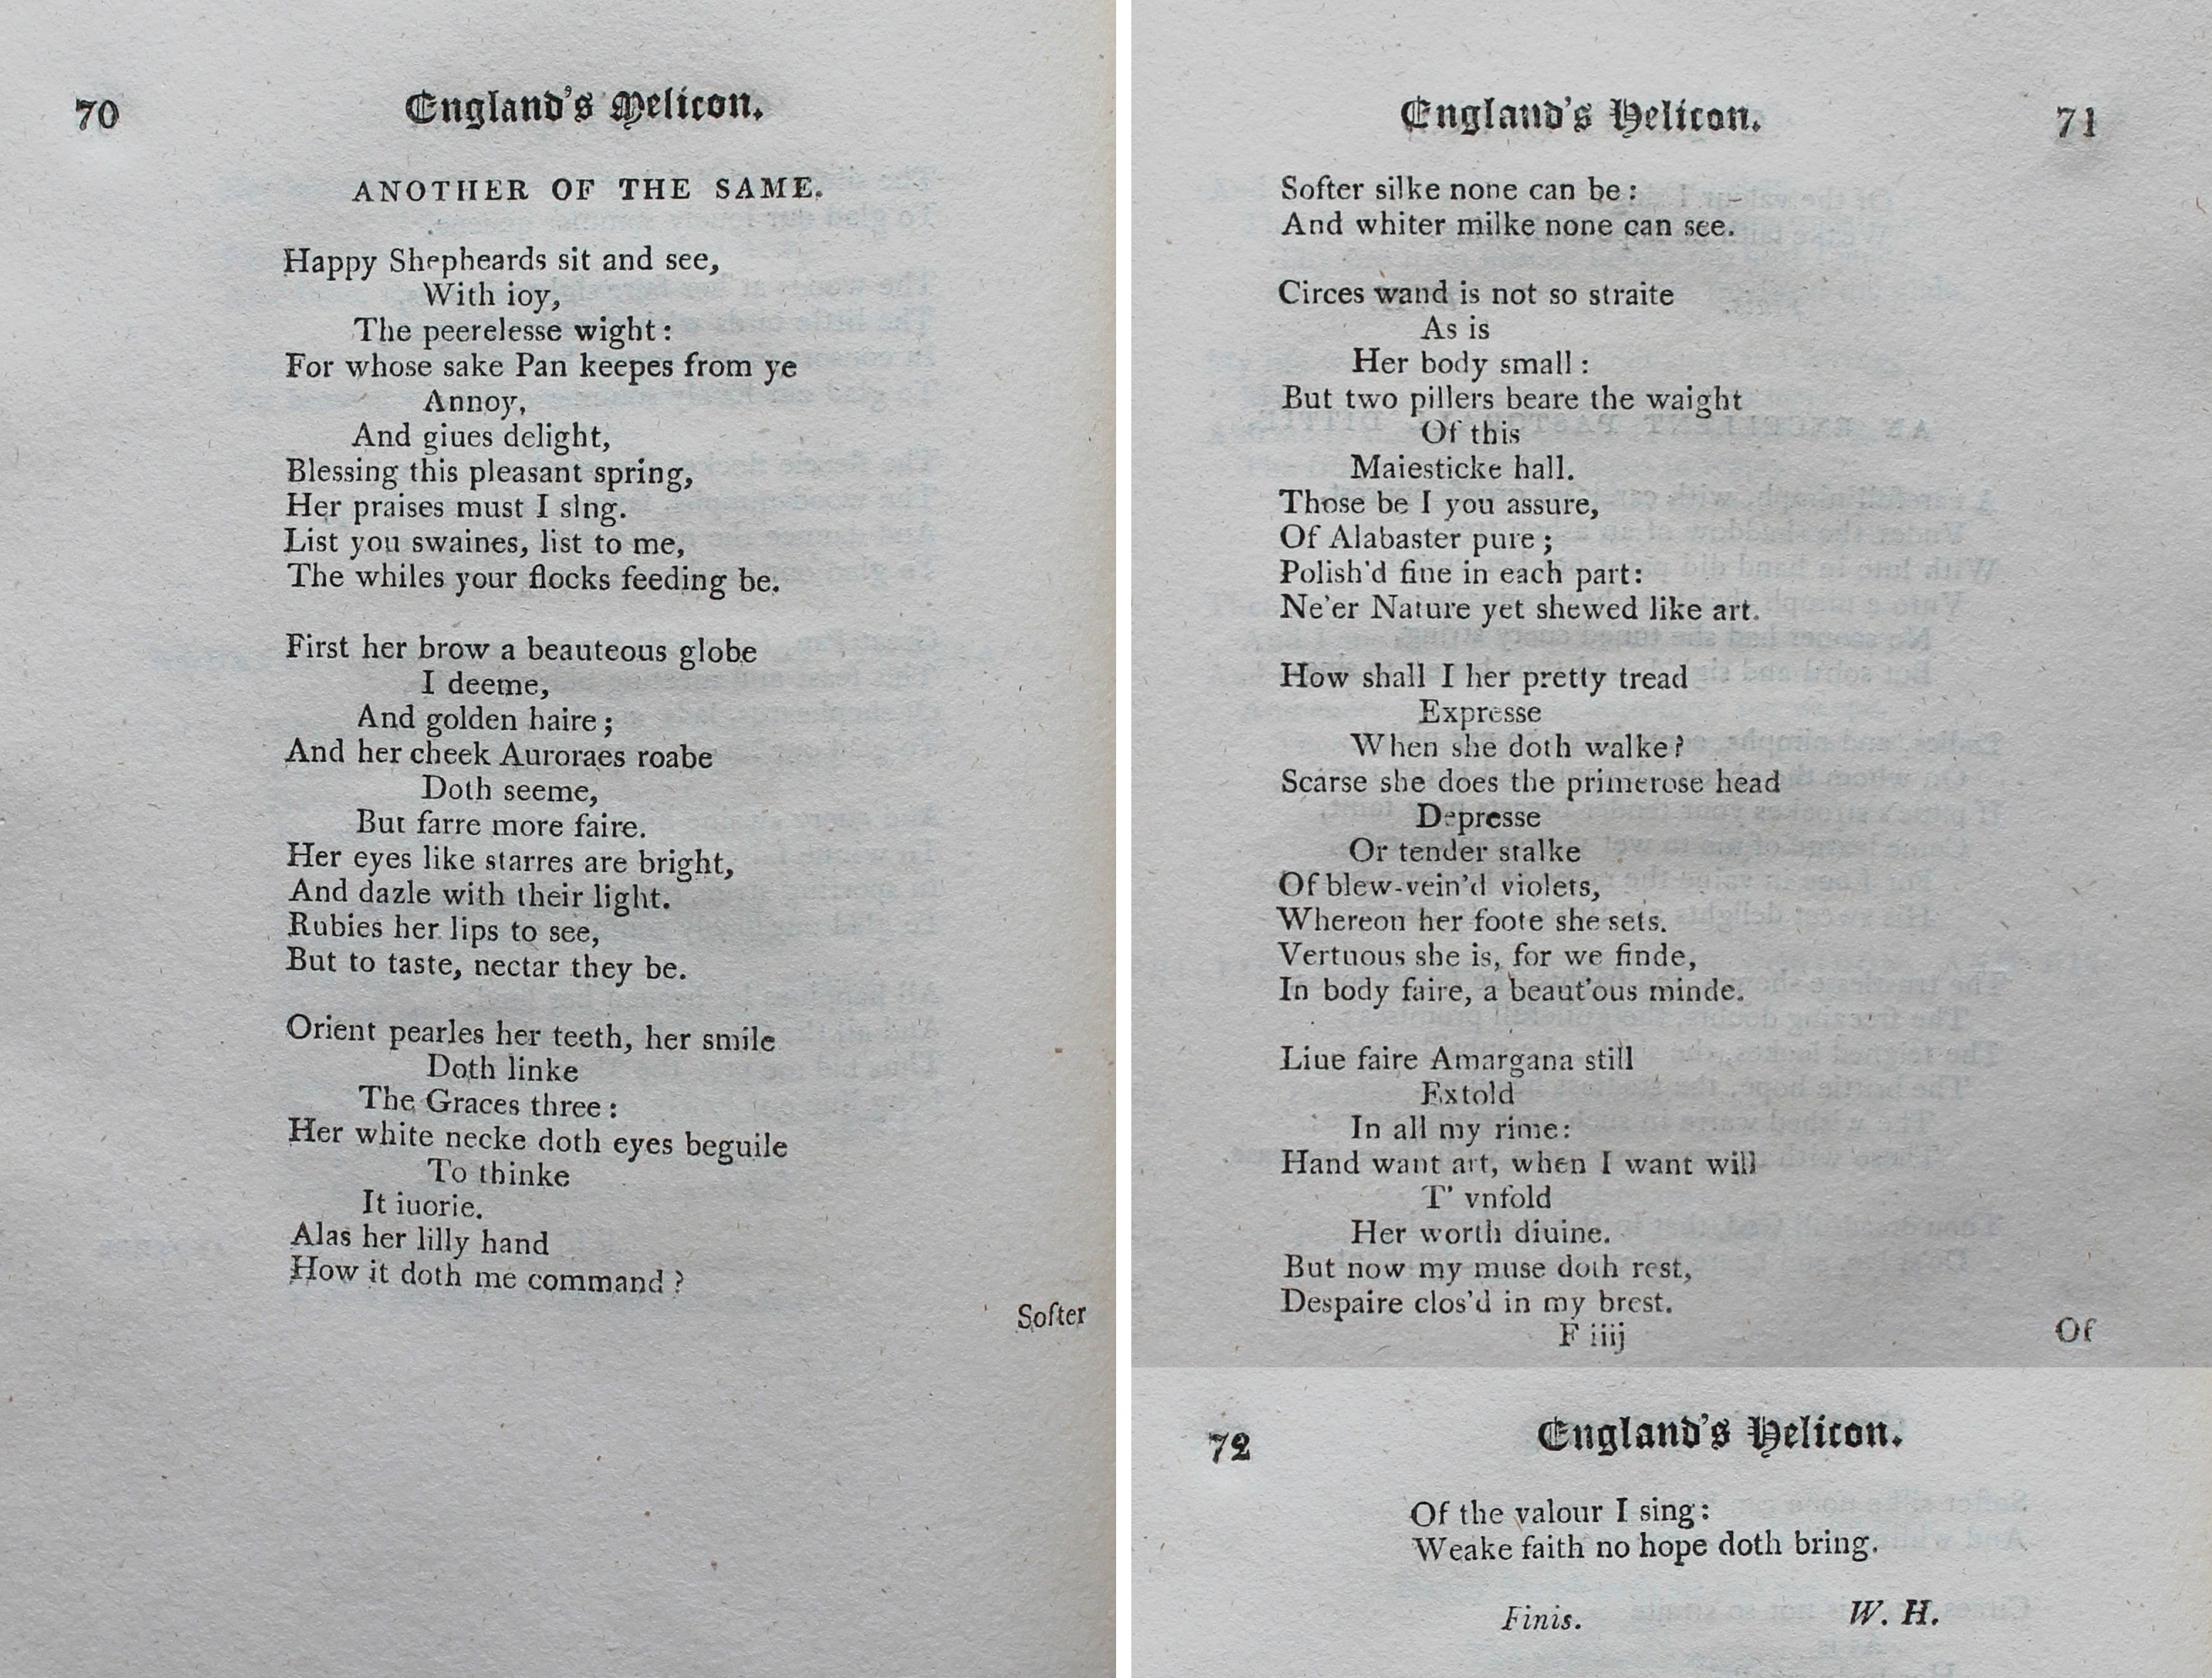 70 England's Helicon.
ANOTHER OF THE SAME.
Happy Shepheards sit and see,
With ioy,
The peerelesse wight:
For whose sake Pan keepes from ye
Annoy,
And giues delight,
Blessing this pleasant spring,
Her praises must I sIng.
List you swaines, list to me,
The whiles your flocks feeding be.
First her brow a beauteous globe
I deeme,
And golden haire;
And her cheek Auroraes roabe
Doth seeme,
But farre more faire.
Her eyes like starres are bright,
And dazle with their light.
Rubies her lips to see,
But to taste, nectar they be.
Orient pearles her teeth, her smile
Doth linke
The Graces three:
Her white necke doth eyes beguile
To thinke
It iuorie.
Alas her lilly hand
How it doth me command?
Softer
England's Helicon. 71
Softer silke none can be:
And whiter milke none can see.
Circes wand is not so straite
As is
Her body small:
But two pillers beare the waight
Of this
Maiesticke hall.
Those be I you assure,
Of Alabaster pure;
Polish'd fine in each part:
Ne'er Nature yet shewed like art.
How shall I her pretty tread
Expresse
When she doth walke?
Scarse she does the primerose head
Depresse
Or tender stalke
Of blew-vein'd violets,
Whereon her foote she sets.
Vertuous she is, for we finde,
In body faire, a beaut'ous minde.
Liue faire Amargana still
Extold
In all my rime:
Hand want art, when I want will
T' vnfold
Her worth diuine.
But now my muse doth rest,
Despaire clos'd in my brest.
F iiij Of
72 England's Helicon.
Of the valour I sing:
Weake faith no hope doth bring.
Finis. W. H.